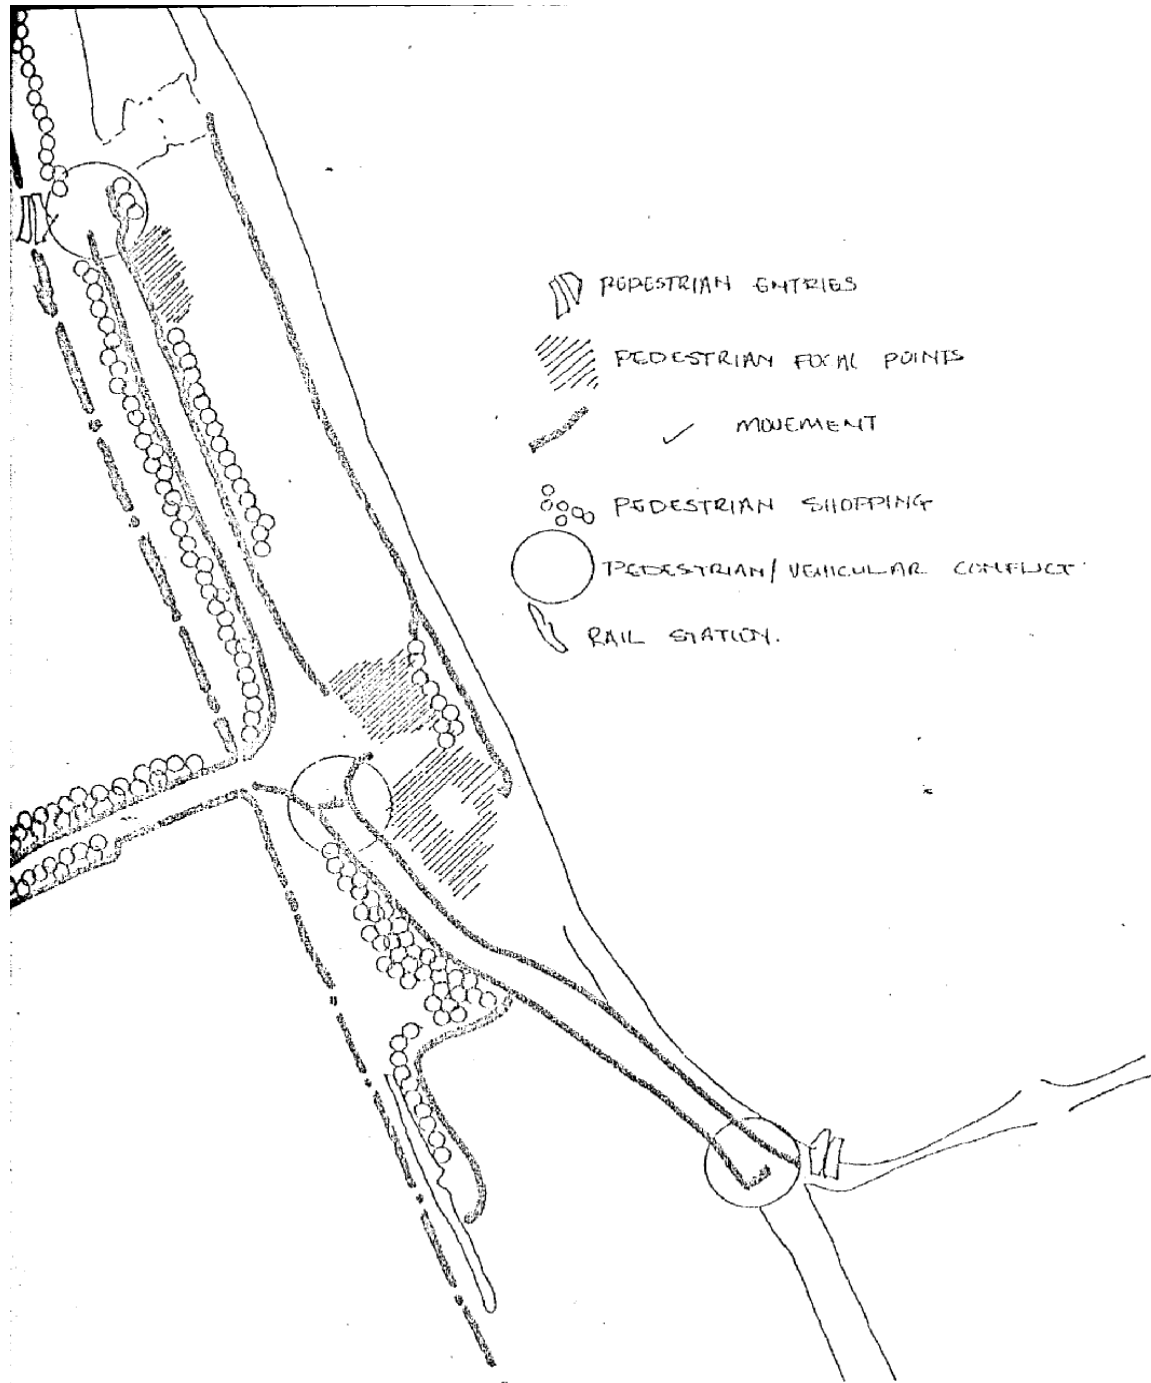 PEDESTRIAN ENTRIES
PEDESTRIAN FOCAL POINTS
MOVEMENT
PEDESTRIAN SHOPPING
PEDESTRIAN/VEHICULAR CONFLICT
RAIL STATION.